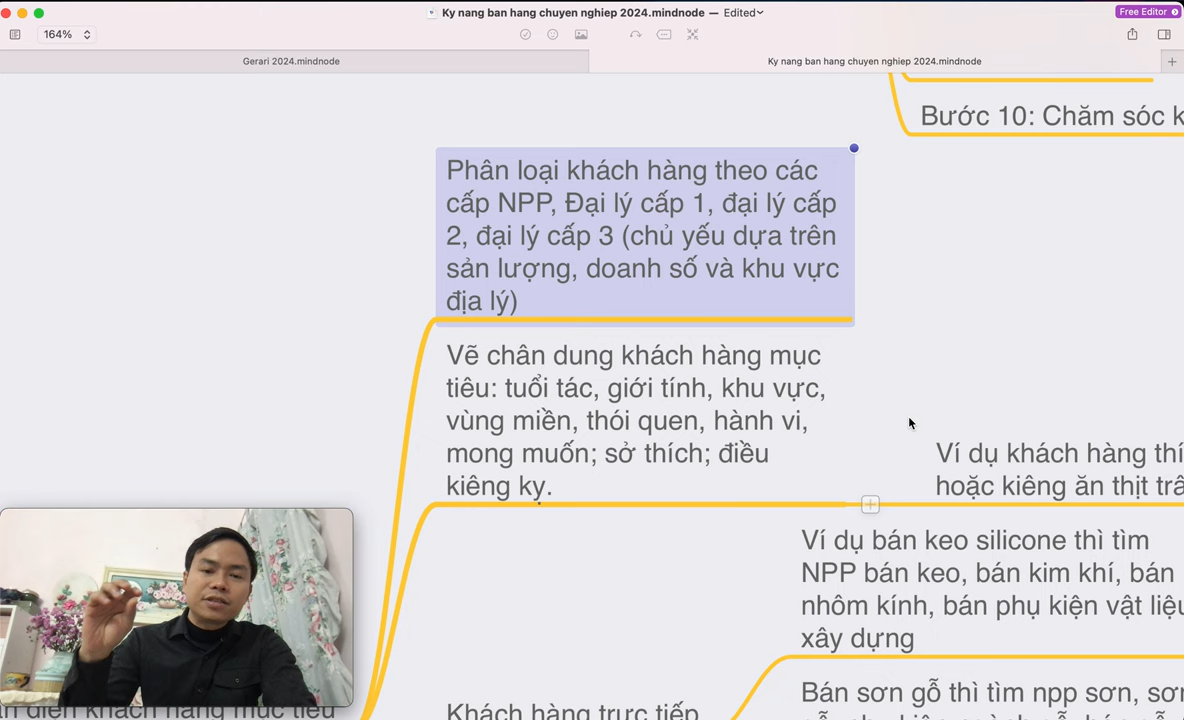 Ky nang ban hang chuyen nghiep 2024.mindnode — Edited
Free Editor
164%
Gerari 2024.mindnode
Ky nang ban hang chuyen nghiep 2024.mindnode
Bước 10: Chăm sóc k
Phân loại khách hàng theo các
cấp NPP, Đại lý cấp 1, đại lý cấp
2, đại lý cấp 3 (chủ yếu dựa trên
sản lượng, doanh số và khu vực
địa lý)
Vẽ chân dung khách hàng mục
tiêu: tuổi tác, giới tính, khu vực,
vùng miền, thói quen, hành vi,
mong muốn; sở thích; điều
kiêng kỵ.
Ví dụ khách hàng thí
hoặc kiêng ăn thịt trâ
Ví dụ bán keo silicone thì tìm
NPP bán keo, bán kim khí, bán
nhôm kính, bán phụ kiện vật liệu
xây dựng
Bán sơn gỗ thì tìm npp sơn, sơn
Khách hàng trực tiếp
khách hàng mục tiêu